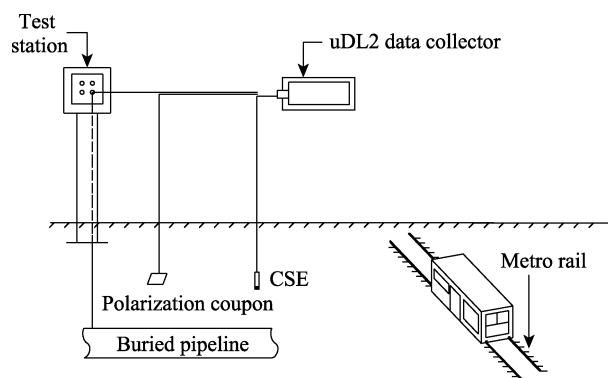 Test
station
uDL2 data collector
CSE
Polarization coupon
Metro rail
Buried pipeline